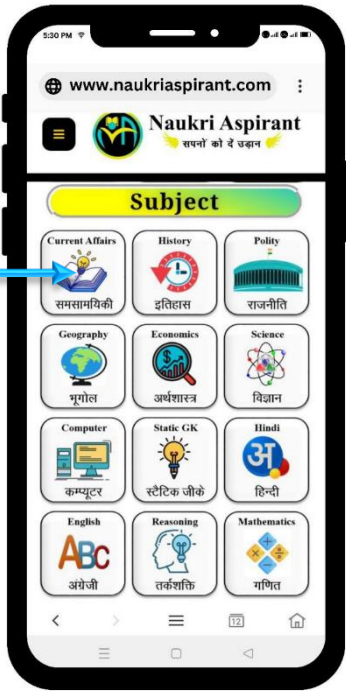 5:30 PM
www.naukriaspirant.com
Naukri Aspirant
सपनों को दें उड़ान
Subject
Current Affairs
समसामयिकी
History
इतिहास
Polity
राजनीति
Geography
भूगोल
Economics
अर्थशास्त्र
Science
विज्ञान
Computer
कम्प्यूटर
Static GK
स्टैटिक जीके
Hindi
अ
हिन्दी
English
ABC
अंग्रेजी
Reasoning
तर्कशक्ति
Mathematics
गणित
12